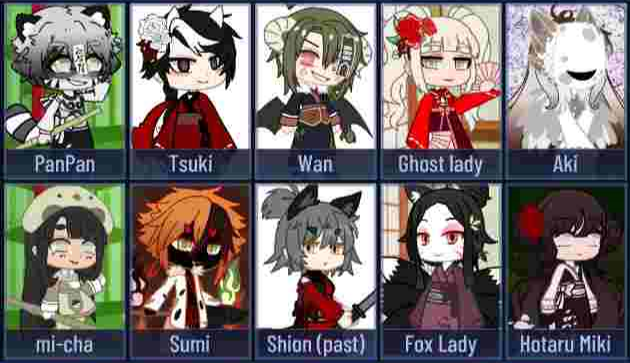 PanPan
Tsuki
Wan
Ghost lady
Aki
mi-cha
Sumi
Shion (past)
Fox Lady
Hotaru Miki